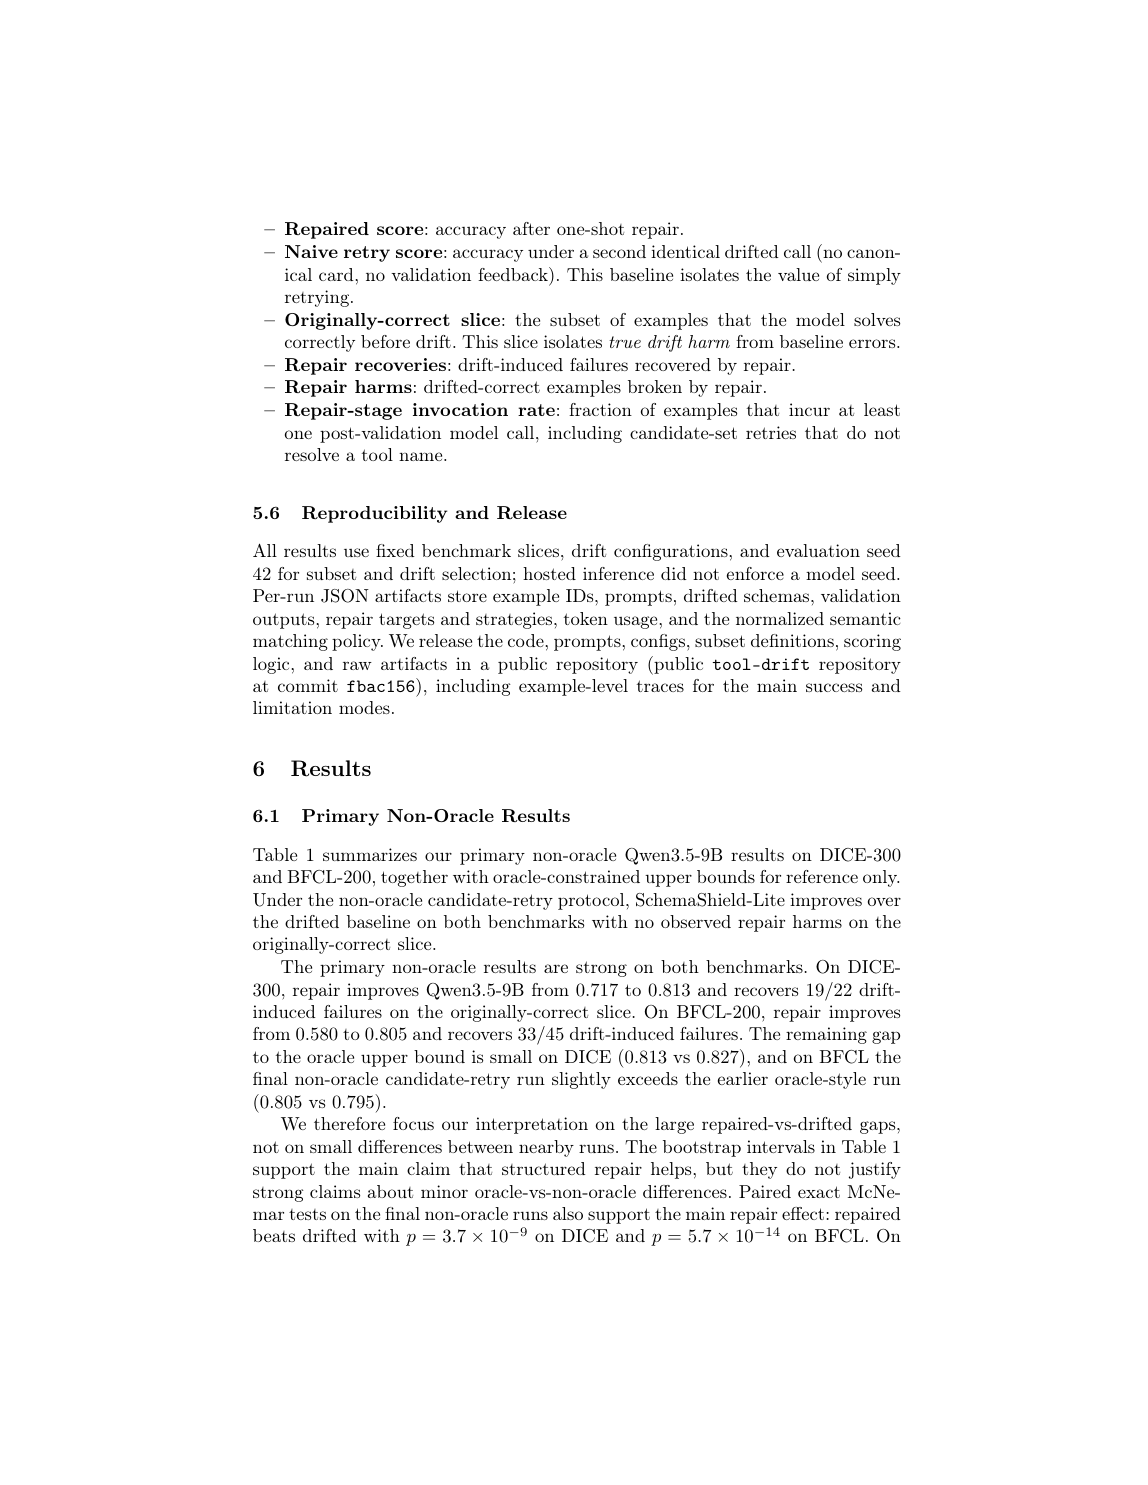 – Repaired score: accuracy after one-shot repair.
– Naive retry score: accuracy under a second identical drifted call (no canon-
ical card, no validation feedback). This baseline isolates the value of simply
retrying.
– Originally-correct slice: the subset of examples that the model solves
correctly before drift. This slice isolates true drift harm from baseline errors.
– Repair recoveries: drift-induced failures recovered by repair.
– Repair harms: drifted-correct examples broken by repair.
– Repair-stage invocation rate: fraction of examples that incur at least
one post-validation model call, including candidate-set retries that do not
resolve a tool name.
5.6 Reproducibility and Release
All results use fixed benchmark slices, drift configurations, and evaluation seed
42 for subset and drift selection; hosted inference did not enforce a model seed.
Per-run JSON artifacts store example IDs, prompts, drifted schemas, validation
outputs, repair targets and strategies, token usage, and the normalized semantic
matching policy. We release the code, prompts, configs, subset definitions, scoring
logic, and raw artifacts in a public repository (public tool-drift repository
at commit fbac156), including example-level traces for the main success and
limitation modes.
6 Results
6.1 Primary Non-Oracle Results
Table 1 summarizes our primary non-oracle Qwen3.5-9B results on DICE-300
and BFCL-200, together with oracle-constrained upper bounds for reference only.
Under the non-oracle candidate-retry protocol, SchemaShield-Lite improves over
the drifted baseline on both benchmarks with no observed repair harms on the
originally-correct slice.
The primary non-oracle results are strong on both benchmarks. On DICE-
300, repair improves Qwen3.5-9B from 0.717 to 0.813 and recovers 19/22 drift-
induced failures on the originally-correct slice. On BFCL-200, repair improves
from 0.580 to 0.805 and recovers 33/45 drift-induced failures. The remaining gap
to the oracle upper bound is small on DICE (0.813 vs 0.827), and on BFCL the
final non-oracle candidate-retry run slightly exceeds the earlier oracle-style run
(0.805 vs 0.795).
We therefore focus our interpretation on the large repaired-vs-drifted gaps,
not on small differences between nearby runs. The bootstrap intervals in Table 1
support the main claim that structured repair helps, but they do not justify
strong claims about minor oracle-vs-non-oracle differences. Paired exact McNe-
mar tests on the final non-oracle runs also support the main repair effect: repaired
beats drifted with p = 3.7 × 10⁻⁹ on DICE and p = 5.7 × 10⁻¹⁴ on BFCL. On